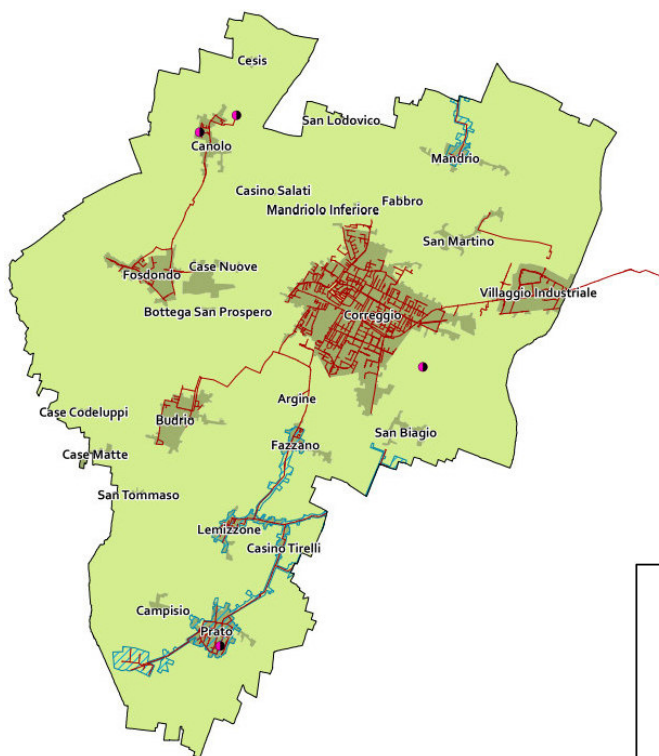 Cesis
San Lodovico
Canolo
Mandrio
Casino Salati
Fabbro
Mandriolo Inferiore
San Martino
Case Nuove
Fosdondo
Villaggio Industriale
Bottega San Prospero
Correggio
Argine
Case Codeluppi
Budrio
San Biagio
Fazzano
Case Matte
San Tommaso
Lemizzone
Casino Tirelli
Campisio
Prato